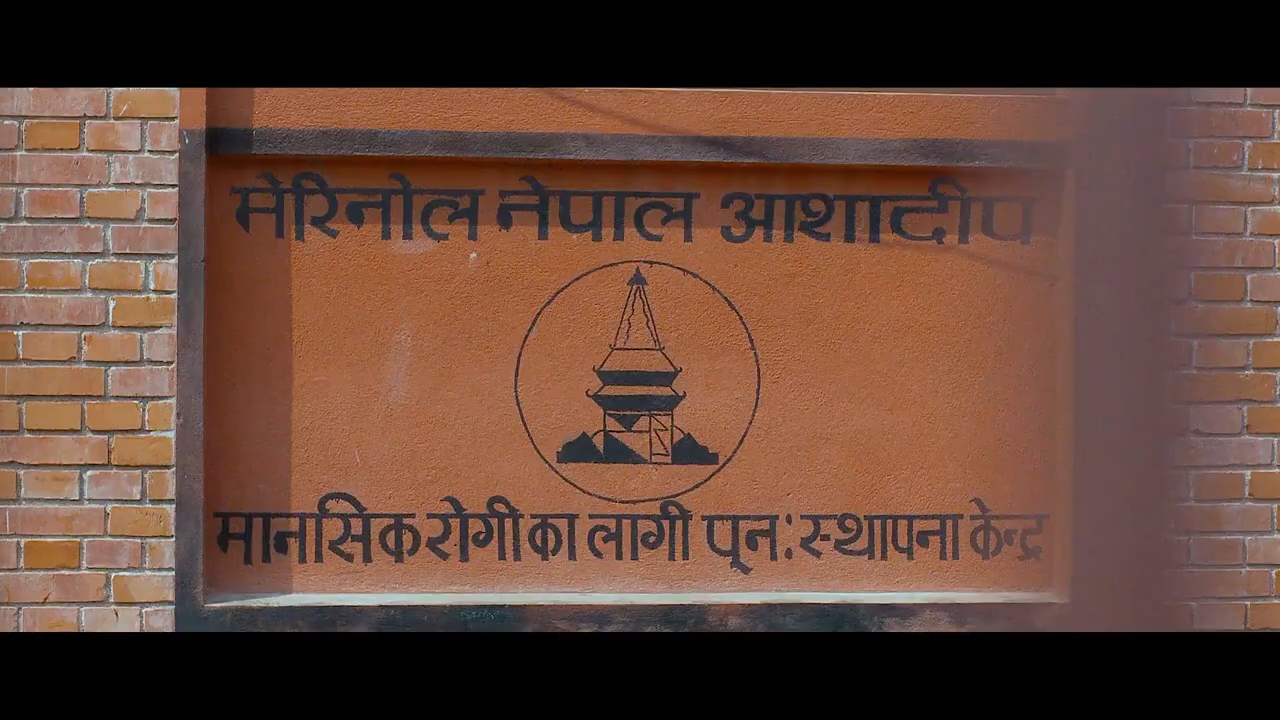 मेरिनोल नेपाल आशादीप
मानसिक रोगी का लागी पुन: स्थापना केन्द्र